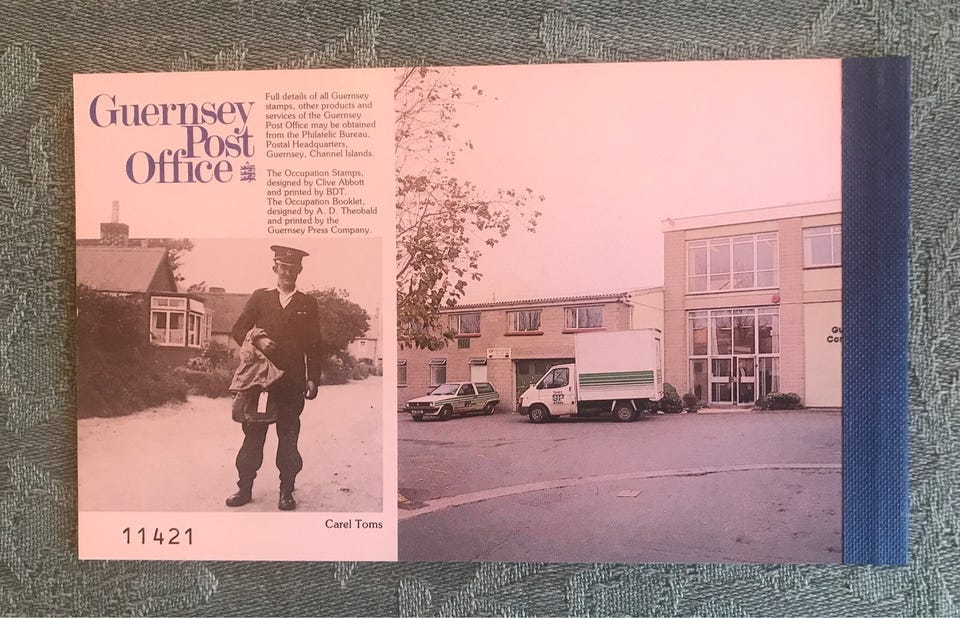 Guernsey
Post
Office
Full details of all Guernsey
stamps, other products and
services of the Guernsey
Post Office may be obtained
from the Philatelic Bureau,
Postal Headquarters,
Guernsey, Channel Islands.
The Occupation Stamps,
designed by Clive Abbott
and printed by BDT.
The Occupation Booklet,
designed by A. D. Theobald
and printed by the
Guernsey Press Company.
Carel Toms
11421
gp
Gu
Co